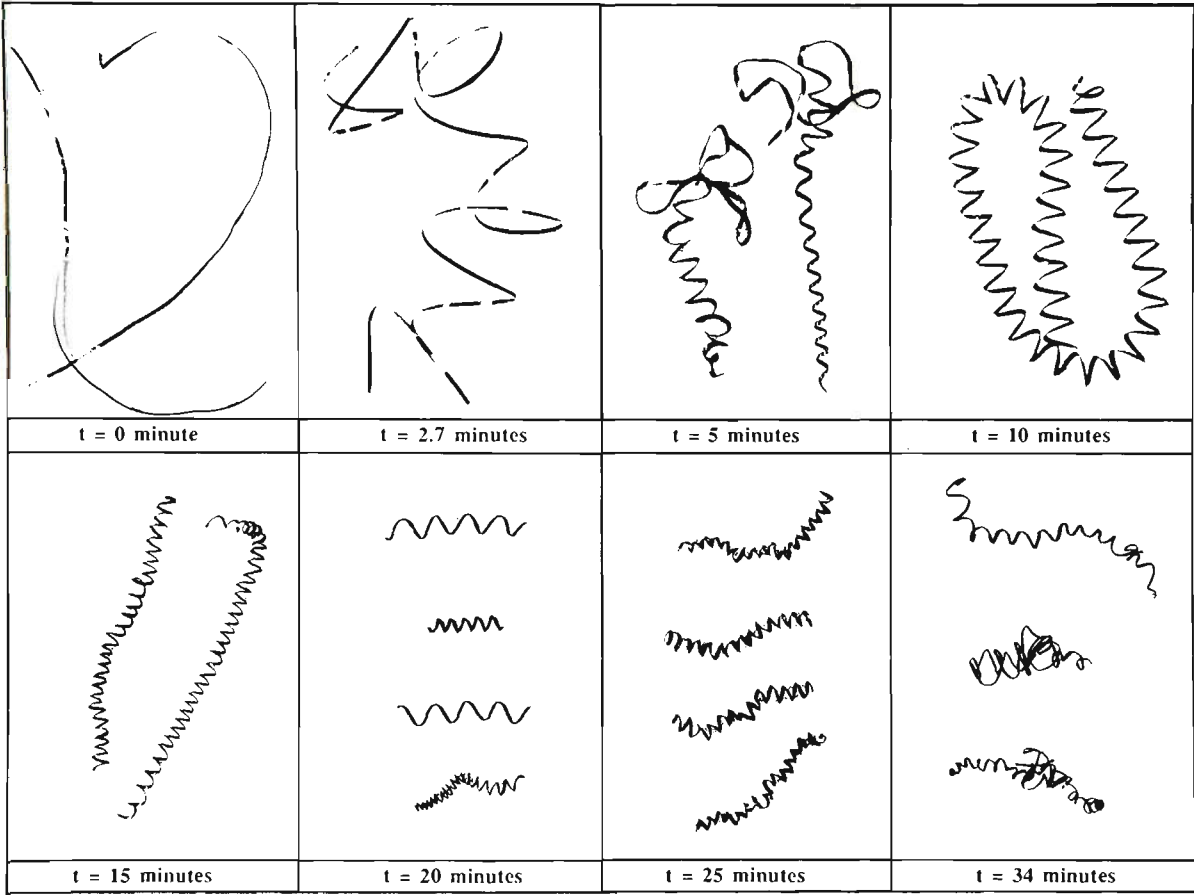 t = 0 minute
t = 2.7 minutes
t = 5 minutes
t = 10 minutes
t = 15 minutes
t = 20 minutes
t = 25 minutes
t = 34 minutes